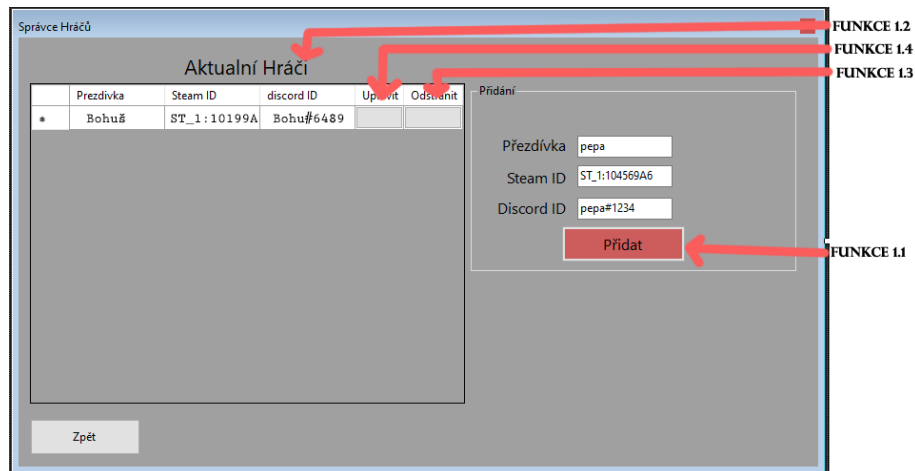 Správce Hráčů
FUNKCE 1.2
FUNKCE 1.4
FUNKCE 1.3
Aktualní Hráči
Prezdivka Steam ID discord ID Upravit Odstranit
* Bohuš ST_1:10199A Bohu#6489
Přidání
Přezdívka pepa
Steam ID ST_1:104569A6
Discord ID pepa#1234
Přidat
FUNKCE 1.1
Zpět